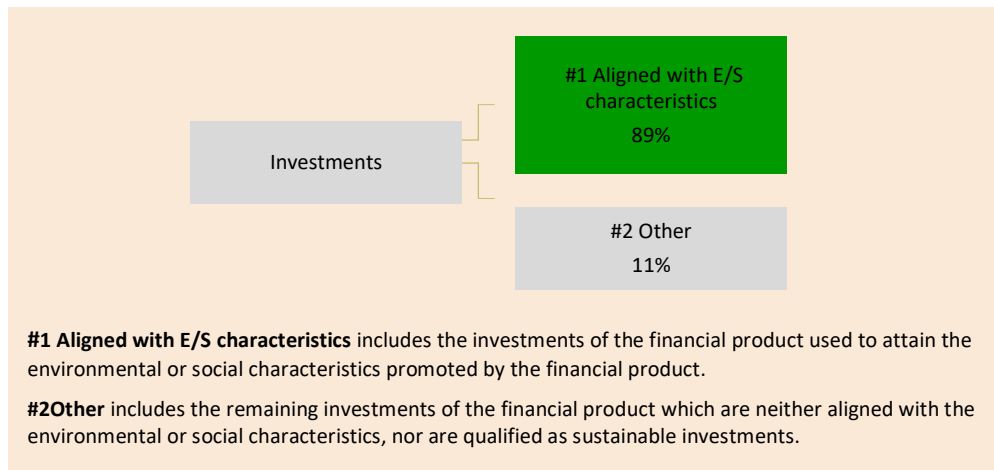 #1 Aligned with E/S
characteristics
89%
Investments
#2 Other
11%
#1 Aligned with E/S characteristics includes the investments of the financial product used to attain the
environmental or social characteristics promoted by the financial product.
#2Other includes the remaining investments of the financial product which are neither aligned with the
environmental or social characteristics, nor are qualified as sustainable investments.